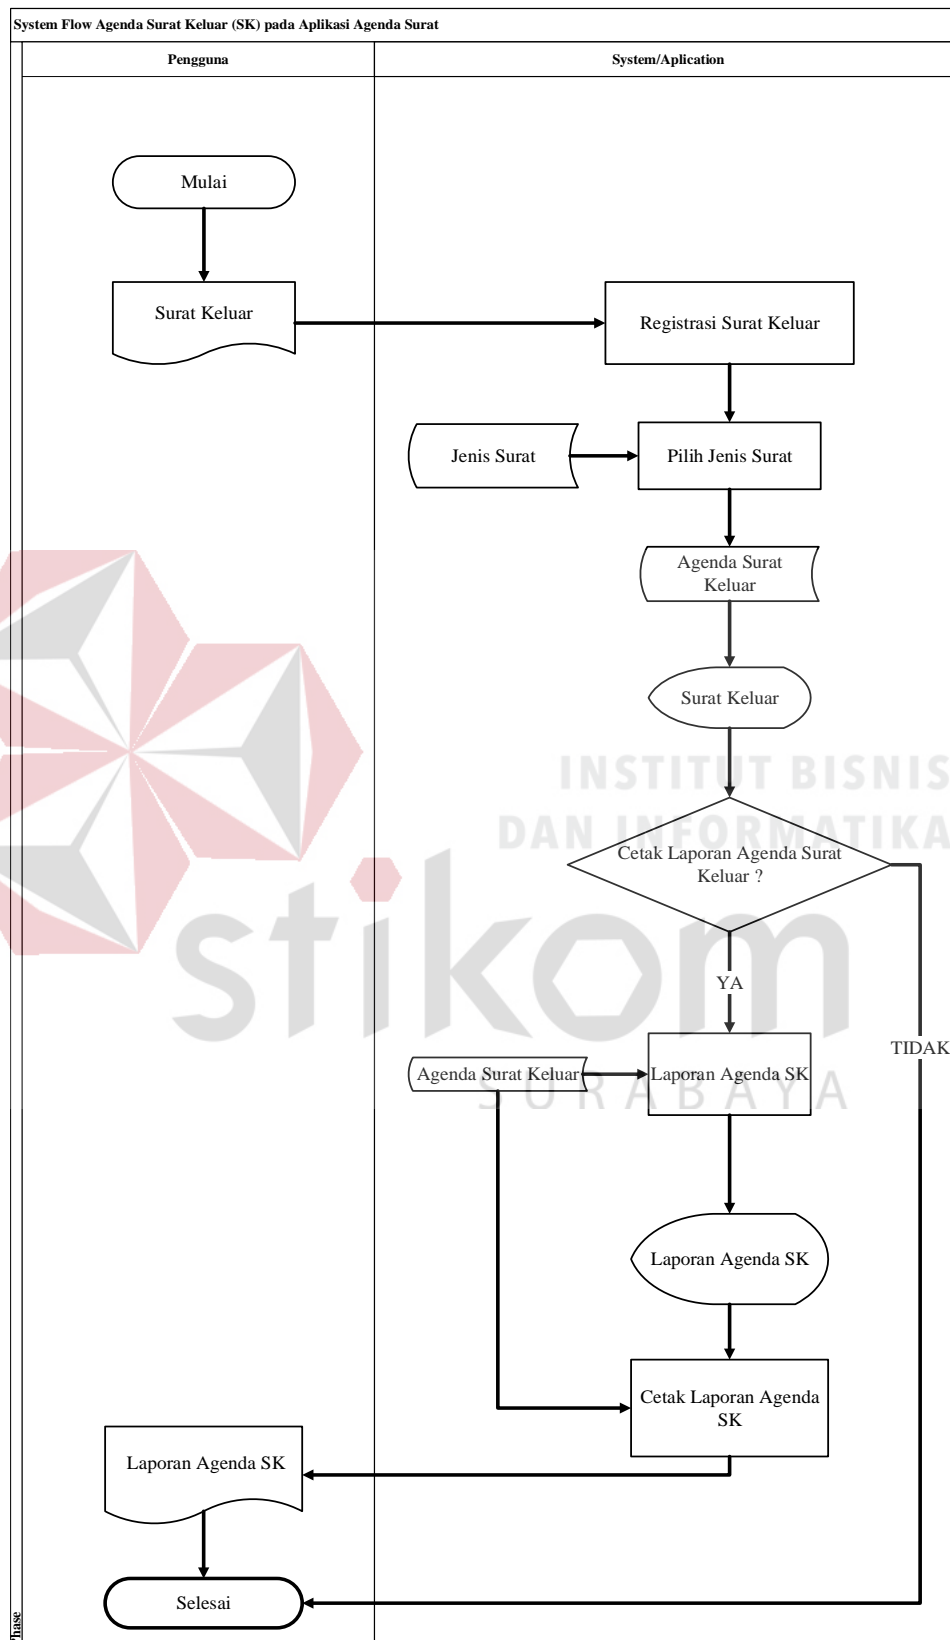 System Flow Agenda Surat Keluar (SK) pada Aplikasi Agenda Surat
Pengguna
System/Aplication
Mulai
Surat Keluar
Registrasi Surat Keluar
Jenis Surat
Pilih Jenis Surat
Agenda Surat
Keluar
Surat Keluar
INSTITUT BISNIS
DAN INFORMATIKA
Cetak Laporan Agenda Surat
Keluar ?
stikom
YA
TIDAK
Agenda Surat Keluar
Laporan Agenda SK
SURABAYA
Laporan Agenda SK
Cetak Laporan Agenda
SK
Laporan Agenda SK
Selesai